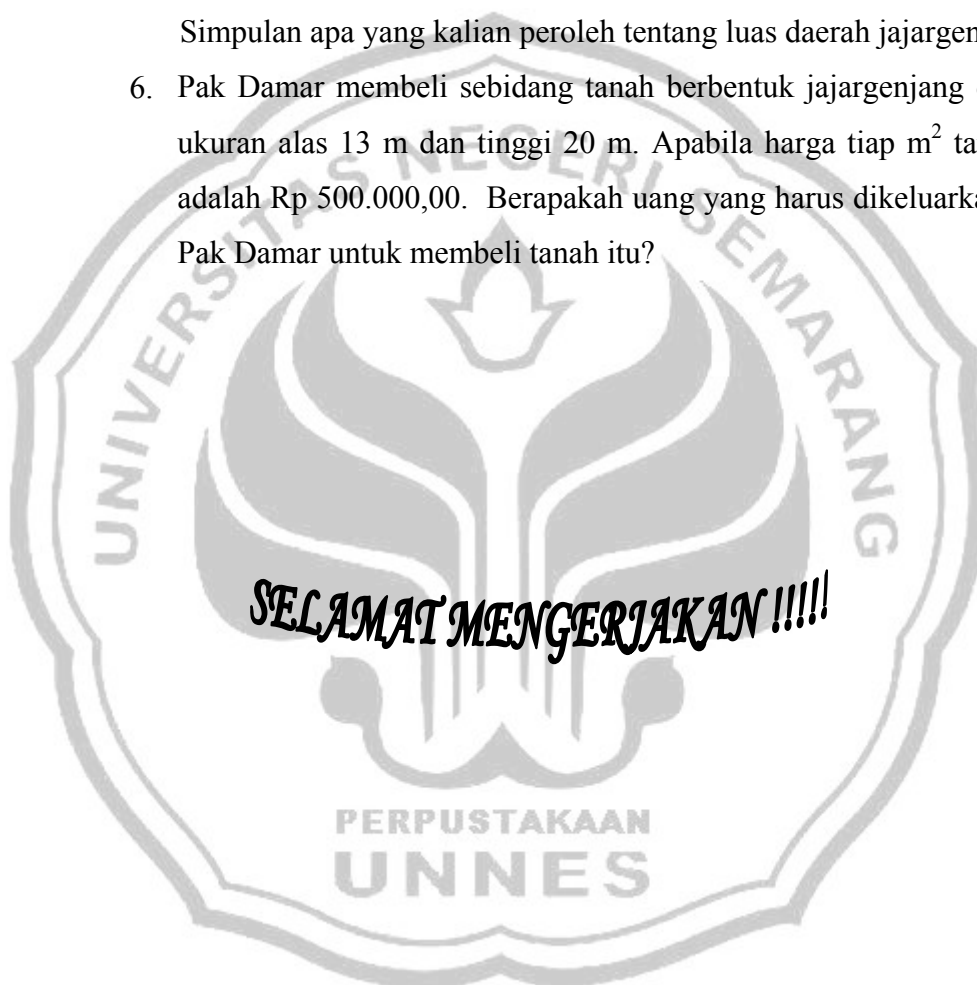 Simpulan apa yang kalian peroleh tentang luas daerah jajargen
6. Pak Damar membeli sebidang tanah berbentuk jajargenjang
ukuran alas 13 m dan tinggi 20 m. Apabila harga tiap m² ta
adalah Rp 500.000,00. Berapakah uang yang harus dikeluarka
Pak Damar untuk membeli tanah itu?
UNIVERSITAS NEGERI SEMARANG
SELAMAT MENGERJAKAN !!!!!
PERPUSTAKAAN
UNNES